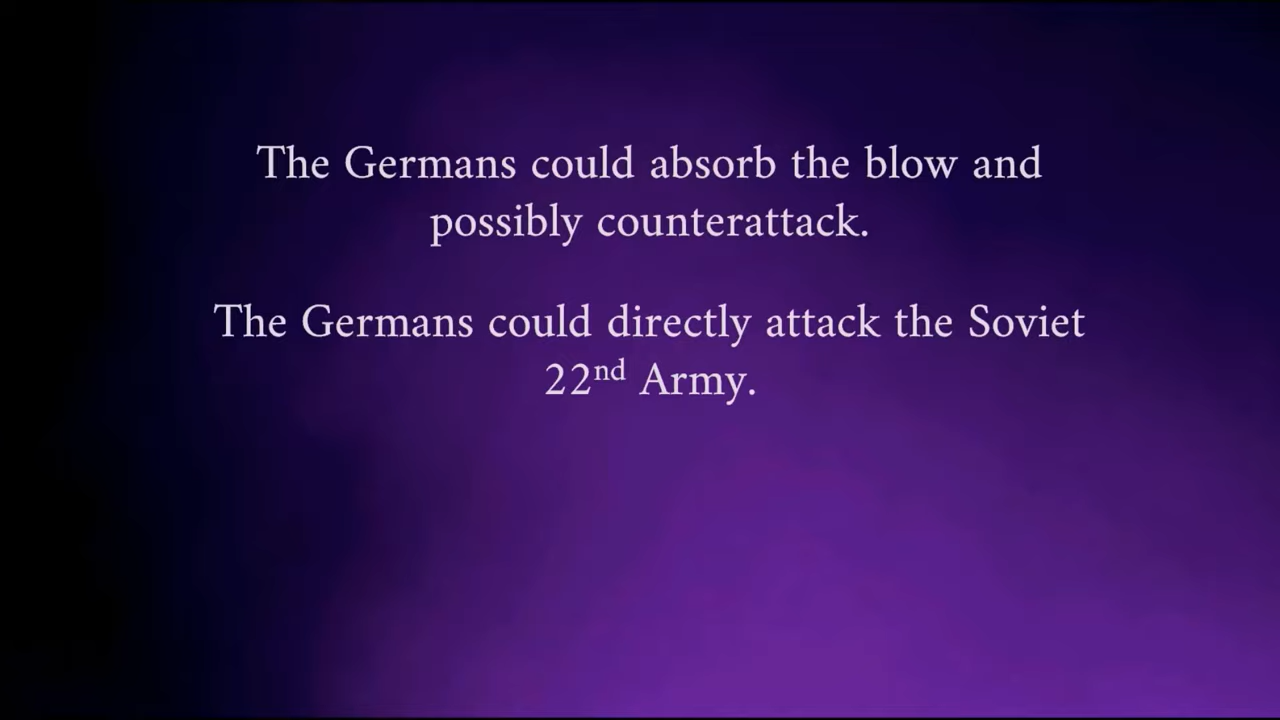 The Germans could absorb the blow and
possibly counterattack.
The Germans could directly attack the Soviet
22nd Army.